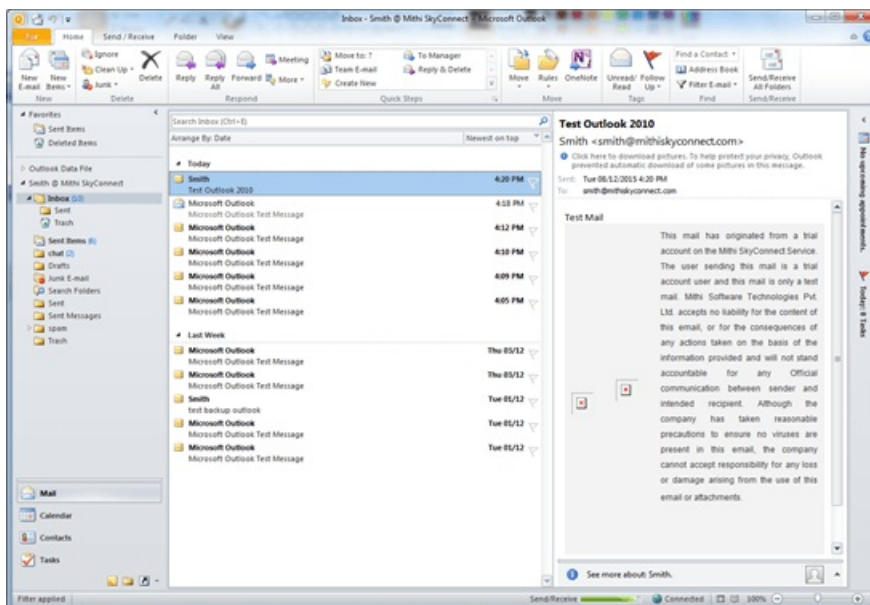 Inbox - Smith @ Mithi SkyConnect - Microsoft Outlook
File Home Send / Receive Folder View
New E-mail
New Items
Ignore
Clean Up
Junk
Delete
Reply
Reply All
Forward
Meeting
More
Move to: ?
Team E-mail
Create New
To Manager
Reply & Delete
Move
Rules
OneNote
Unread/ Read
Follow Up
Find a Contact
Address Book
Filter E-mail
Send/Receive All Folders
New Delete Respond Quick Steps Move Tags Find Send/Receive
Favorites
Sent Items
Deleted Items
Outlook Data File
Smith @ Mithi SkyConnect
Inbox (10)
Sent
Trash
Sent Items (6)
chat (2)
Drafts
Junk E-mail
Search Folders
Sent
Sent Messages
spam
Trash
Mail
Calendar
Contacts
Tasks
Search Inbox (Ctrl+E)
Arrange By: Date Newest on top
Today
Smith 4:20 PM
Test Outlook 2010
Microsoft Outlook 4:18 PM
Microsoft Outlook Test Message
Microsoft Outlook 4:12 PM
Microsoft Outlook Test Message
Microsoft Outlook 4:10 PM
Microsoft Outlook Test Message
Microsoft Outlook 4:09 PM
Microsoft Outlook Test Message
Microsoft Outlook 4:05 PM
Microsoft Outlook Test Message
Last Week
Microsoft Outlook Thu 03/12
Microsoft Outlook Test Message
Microsoft Outlook Thu 03/12
Microsoft Outlook Test Message
Smith Tue 01/12
test backup outlook
Microsoft Outlook Tue 01/12
Microsoft Outlook Test Message
Microsoft Outlook Tue 01/12
Microsoft Outlook Test Message
Test Outlook 2010
Smith <smith@mithiskyconnect.com>
Click here to download pictures. To help protect your privacy, Outlook
prevented automatic download of some pictures in this message.
Sent: Tue 08/12/2015 4:20 PM
To: smith@mithiskyconnect.com
Test Mail
This mail has originated from a trial
account on the Mithi SkyConnect Service.
The user sending this mail is a trial
account user and this mail is only a test
mail. Mithi Software Technologies Pvt.
Ltd. accepts no liability for the content of
this email, or for the consequences of
any actions taken on the basis of the
information provided and will not stand
accountable for any Official
communication between sender and
intended recipient. Although the
company has taken reasonable
precautions to ensure no viruses are
present in this email, the company
cannot accept responsibility for any loss
or damage arising from the use of this
email or attachments.
See more about: Smith.
No upcoming appointments.
Today: 0 Tasks
Filter applied
Send/Receive
Connected
100%